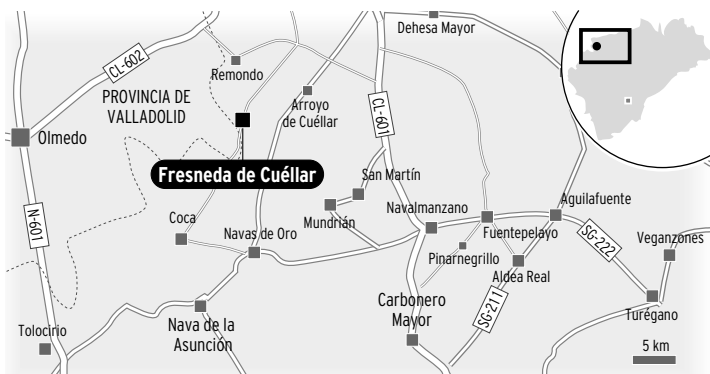 Dehesa Mayor
CL-602
Remondo
PROVINCIA DE
VALLADOLID
Arroyo
de Cuéllar
CL-601
Olmedo
Fresneda de Cuéllar
San Martín
N-601
Coca
Mundrián
Navalmanzano
Aguilafuente
Navas de Oro
Fuentepelayo
SG-222
Veganzones
Pinarnegrillo
Aldea Real
Carbonero
Mayor
SG-211
Turégano
Nava de la
Asunción
Tolocirio
5 km